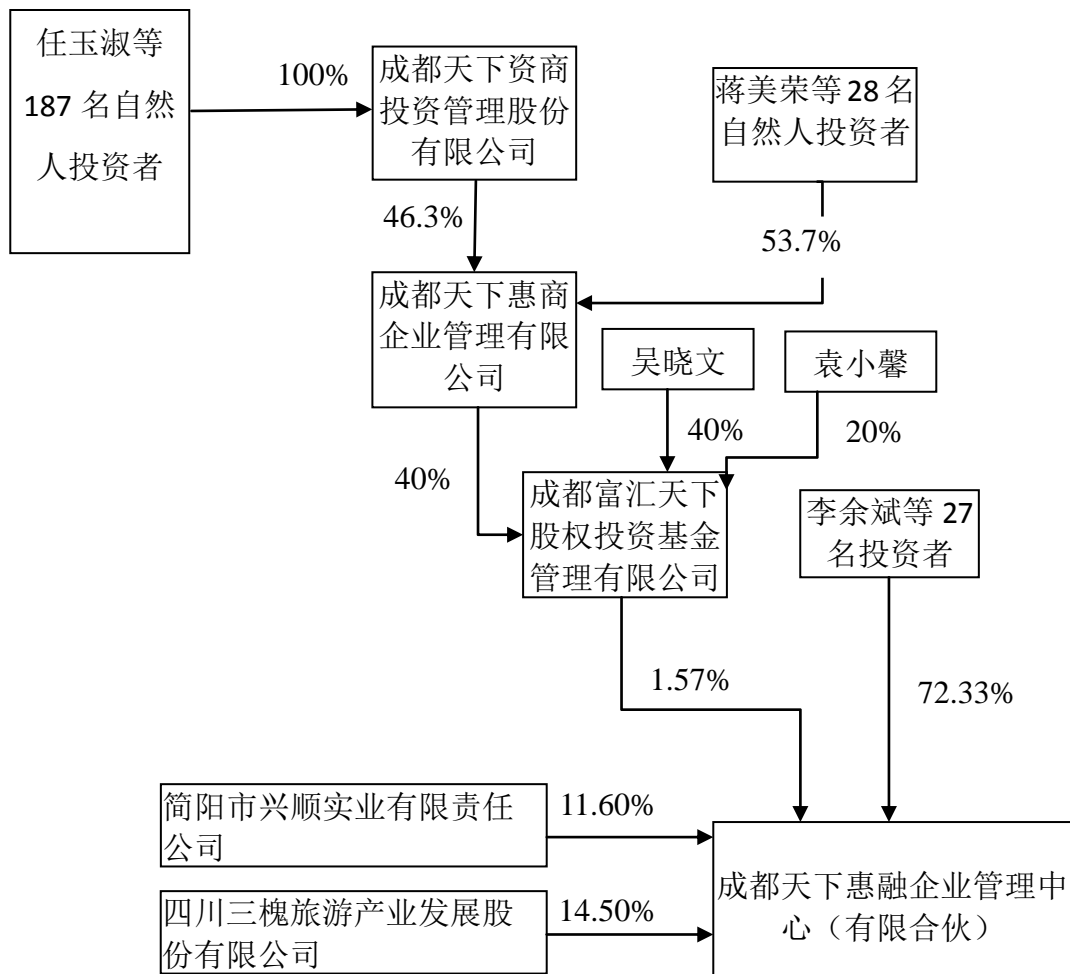 任玉淑等
187 名自然
人投资者
100%
成都天下资商
投资管理股份
有限公司
蒋美荣等 28 名
自然人投资者
46.3%
53.7%
成都天下惠商
企业管理有限
公司
吴晓文
袁小馨
40%
40%
20%
成都富汇天下
股权投资基金
管理有限公司
李余斌等 27
名投资者
1.57%
72.33%
简阳市兴顺实业有限责任
公司
11.60%
四川三槐旅游产业发展股
份有限公司
14.50%
成都天下惠融企业管理中
心（有限合伙）